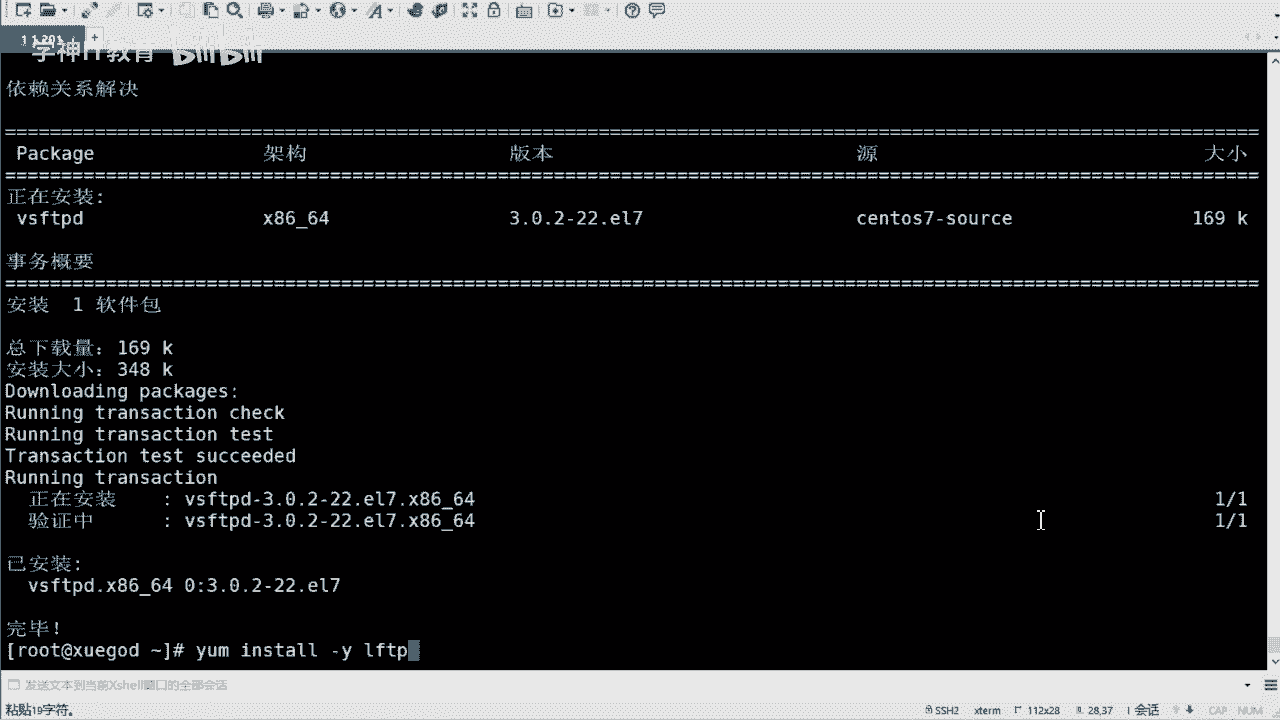 1 1.201
学神IT教育 bilibili
依赖关系解决
================================================================================
Package 架构 版本 源 大小
================================================================================
正在安装:
vsftpd x86_64 3.0.2-22.el7 centos7-source 169 k
事务概要
================================================================================
安装 1 软件包
总下载量：169 k
安装大小：348 k
Downloading packages:
Running transaction check
Running transaction test
Transaction test succeeded
Running transaction
正在安装 : vsftpd-3.0.2-22.el7.x86_64 1/1
验证中 : vsftpd-3.0.2-22.el7.x86_64 1/1
已安装:
vsftpd.x86_64 0:3.0.2-22.el7
完毕！
[root@xuegod ~]# yum install -y lftp
发送文本到当前Xshell窗口的全部会话
粘贴19字符。 SSH2 xterm 112x28 28,37 1 会话 CAP NUM